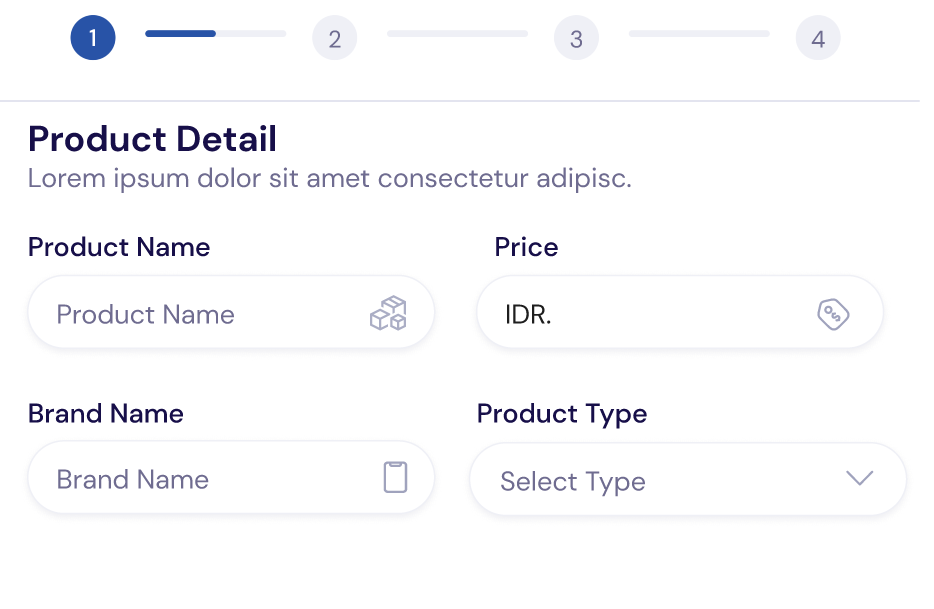 1 2 3 4
Product Detail
Lorem ipsum dolor sit amet consectetur adipisc.
Product Name Price
Product Name IDR.
Brand Name Product Type
Brand Name Select Type